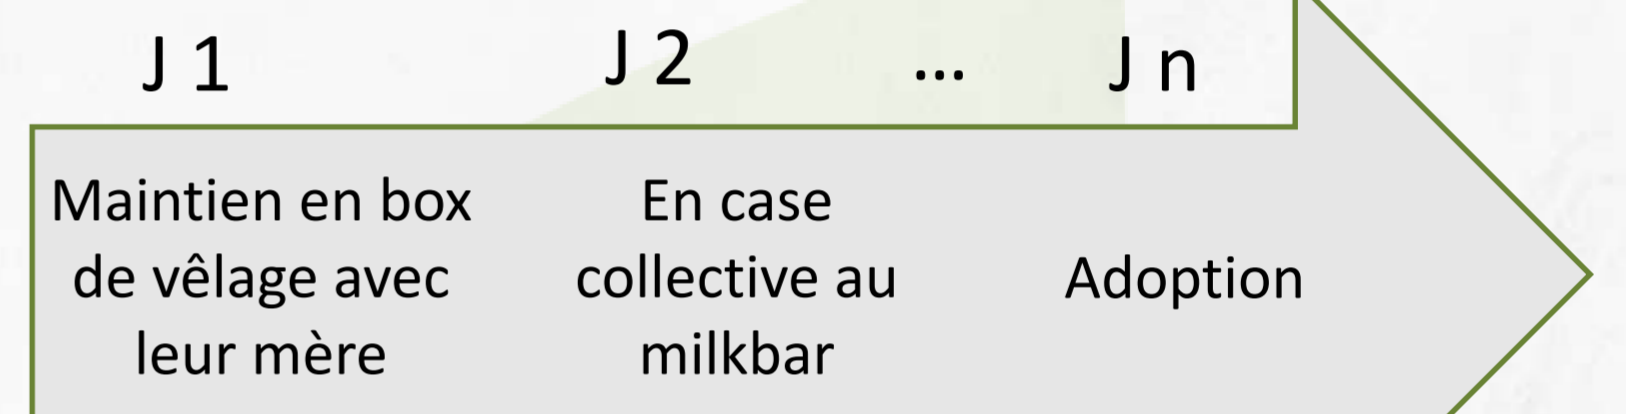 J 1 J 2 ... J n
Maintien en box
de vêlage avec
leur mère
En case
collective au
milkbar
Adoption